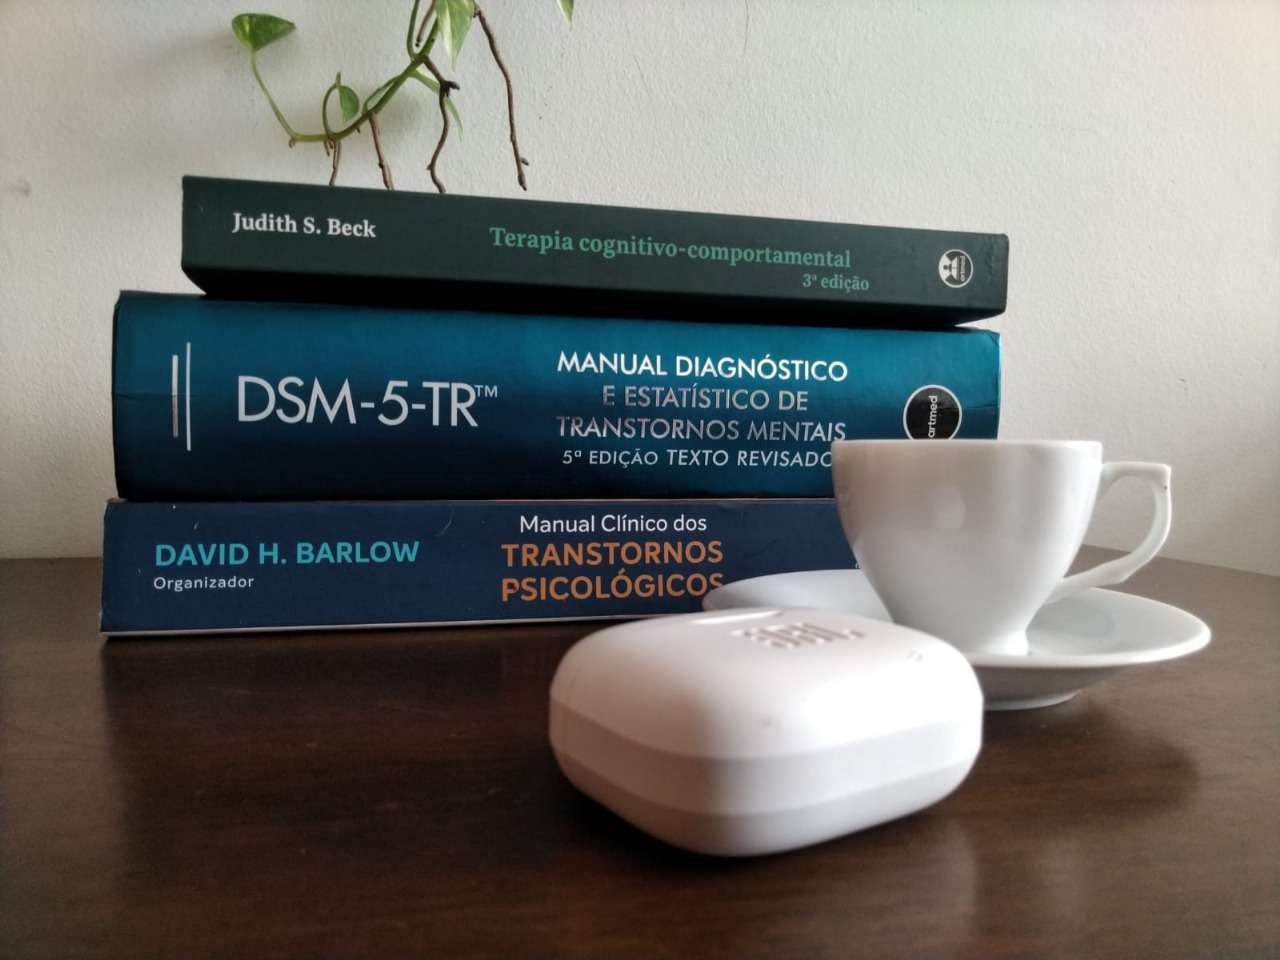 Judith S. Beck
Terapia cognitivo-comportamental
3ª edição
artmed
DSM-5-TR™
MANUAL DIAGNÓSTICO
E ESTATÍSTICO DE
TRANSTORNOS MENTAIS
5ª EDIÇÃO TEXTO REVISADO
artmed
DAVID H. BARLOW
Organizador
Manual Clínico dos
TRANSTORNOS
PSICOLÓGICOS
JBL